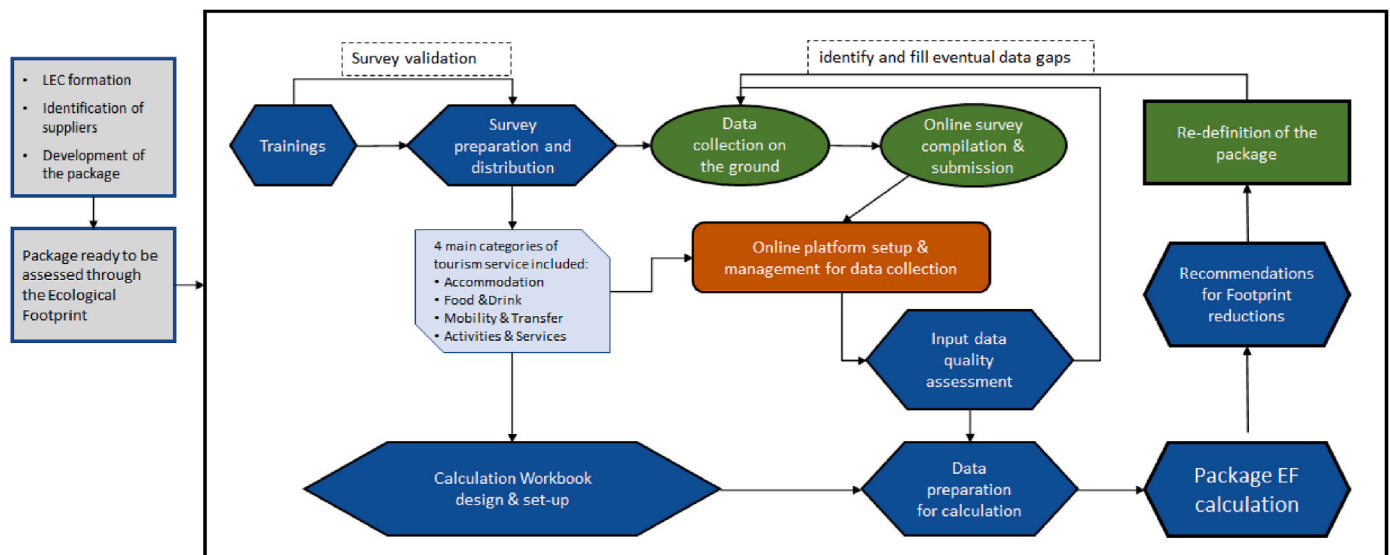 • LEC formation
• Identification of
suppliers
• Development of
the package
Package ready to be
assessed through
the Ecological
Footprint
Survey validation
identify and fill eventual data gaps
Trainings
Survey
preparation and
distribution
Data
collection on
the ground
Online survey
compilation &
submission
Re-definition of the
package
4 main categories of
tourism service included:
• Accommodation
• Food &Drink
• Mobility & Transfer
• Activities & Services
Online platform setup &
management for data collection
Recommendations
for Footprint
reductions
Input data
quality
assessment
Calculation Workbook
design & set-up
Data
preparation
for calculation
Package EF
calculation